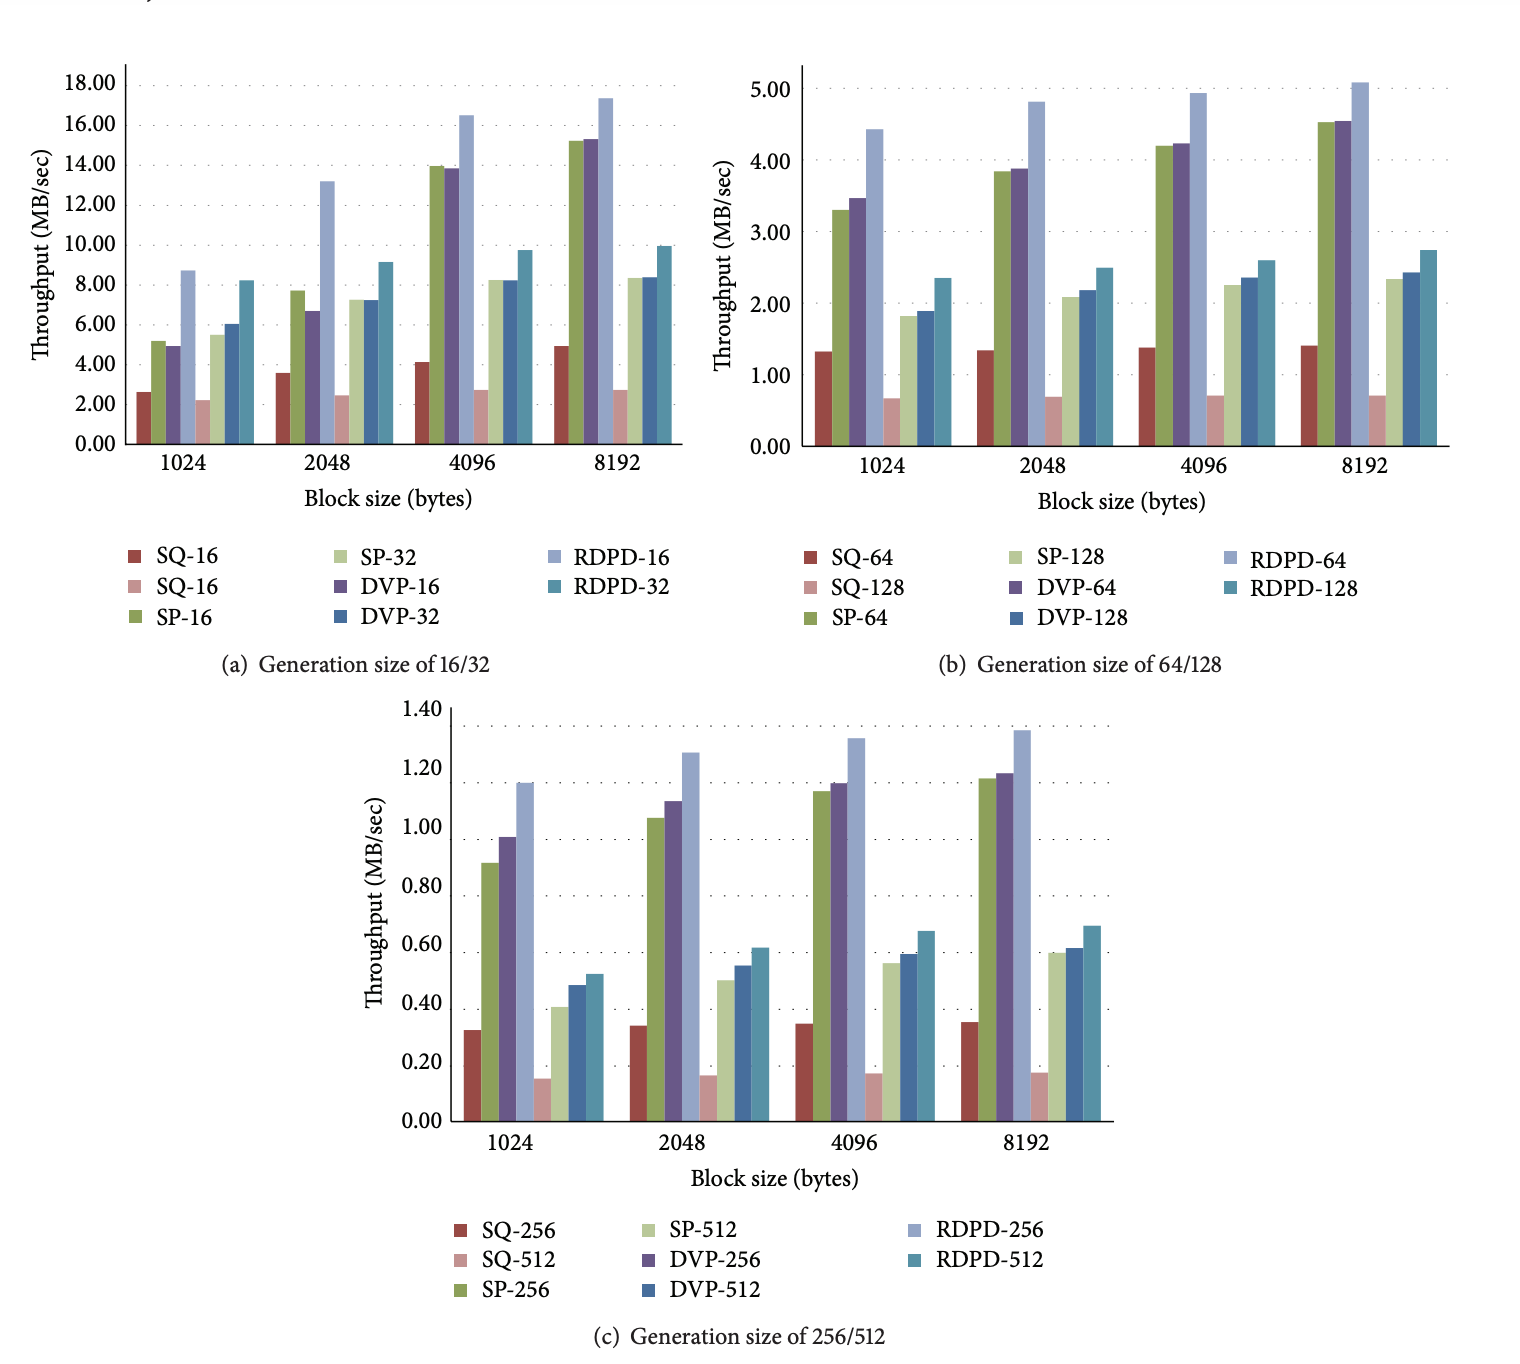 18.00
16.00
14.00
12.00
10.00
8.00
6.00
4.00
2.00
0.00
Throughput (MB/sec)
1024 2048 4096 8192
Block size (bytes)
SQ-16 SP-32 RDPD-16
SQ-16 DVP-16 RDPD-32
SP-16 DVP-32
(a) Generation size of 16/32
5.00
4.00
3.00
2.00
1.00
0.00
Throughput (MB/sec)
1024 2048 4096 8192
Block size (bytes)
SQ-64 SP-128 RDPD-64
SQ-128 DVP-64 RDPD-128
SP-64 DVP-128
(b) Generation size of 64/128
1.40
1.20
1.00
0.80
0.60
0.40
0.20
0.00
Throughput (MB/sec)
1024 2048 4096 8192
Block size (bytes)
SQ-256 SP-512 RDPD-256
SQ-512 DVP-256 RDPD-512
SP-256 DVP-512
(c) Generation size of 256/512